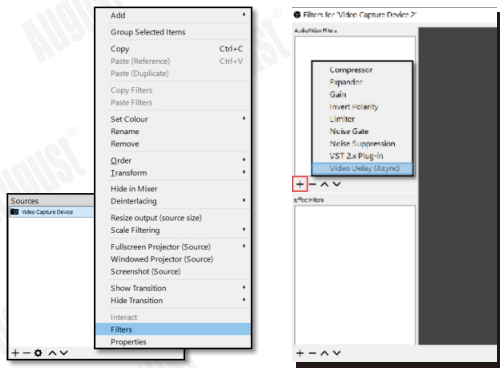 Add
Group Selected Items
Copy Ctrl+C
Paste (Reference) Ctrl+V
Paste (Duplicate)
Copy Filters
Paste Filters
Set Colour
Rename
Remove
Order
Transform
Hide in Mixer
Deinterlacing
Resize output (source size)
Scale Filtering
Fullscreen Projector (Source)
Windowed Projector (Source)
Screenshot (Source)
Show Transition
Hide Transition
Interact
Filters
Properties
Sources
Video Capture Device
Filters for "Video Capture Device 2"
Audio/Video Filters
Compressor
Expander
Gain
Invert Polarity
Limiter
Noise Gate
Noise Suppression
VST 2.x Plug-in
Video Delay (Async)
Effect Filters
August